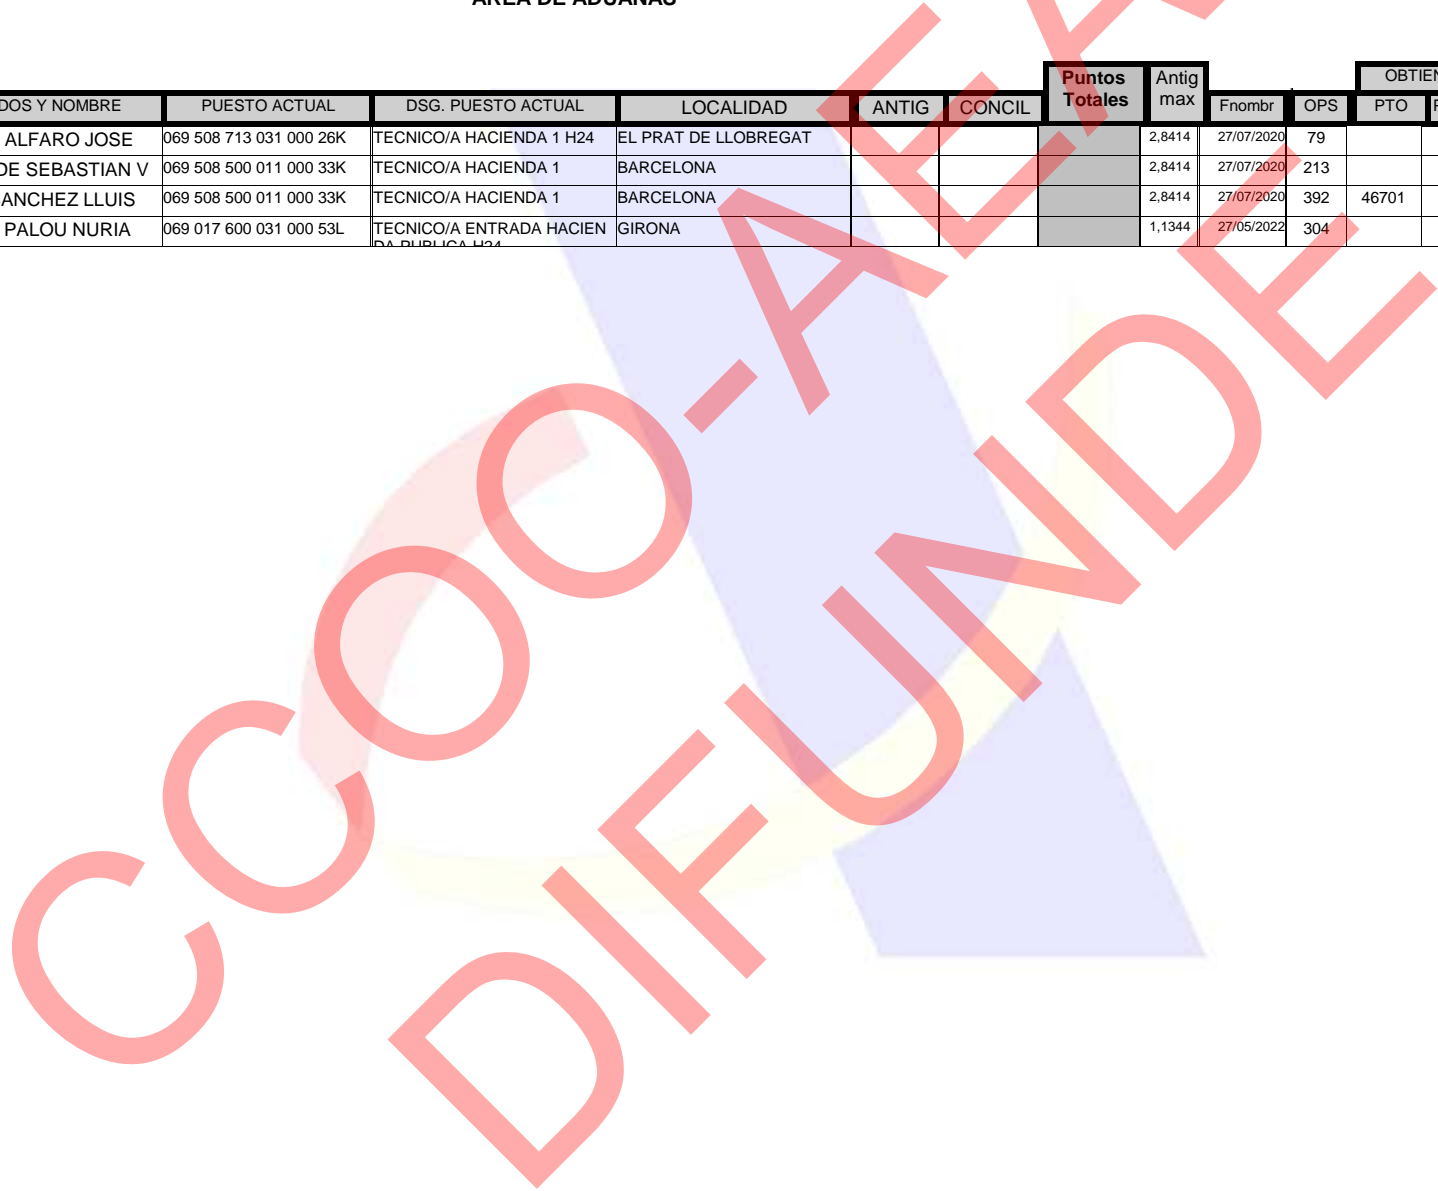 AREA DE ADUANAS
Puntos Totales Antig max OBTIEN
DOS Y NOMBRE PUESTO ACTUAL DSG. PUESTO ACTUAL LOCALIDAD ANTIG CONCIL Fnombr OPS PTO
ALFARO JOSE 069 508 713 031 000 26K TECNICO/A HACIENDA 1 H24 EL PRAT DE LLOBREGAT 2,8414 27/07/2020 79
DE SEBASTIAN V 069 508 500 011 000 33K TECNICO/A HACIENDA 1 BARCELONA 2,8414 27/07/2020 213
ANCHEZ LLUIS 069 508 500 011 000 33K TECNICO/A HACIENDA 1 BARCELONA 2,8414 27/07/2020 392 46701
PALOU NURIA 069 017 600 031 000 53L TECNICO/A ENTRADA HACIEN GIRONA 1,1344 27/05/2022 304
DA PUBLICA H24
CCOO-AEA
DIFUNDE